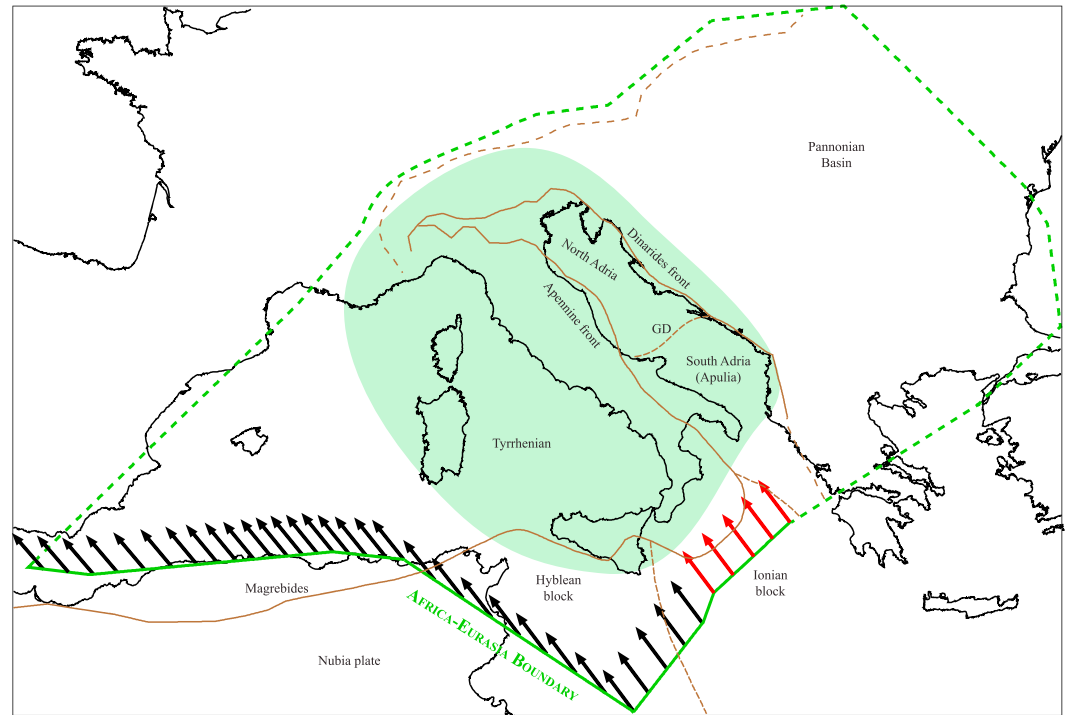 Pannonian
Basin
Dinarides front
North Adria
Apennine front
GD
South Adria
(Apulia)
Tyrrhenian
Hyblean
block
Ionian
block
Magrebides
AFRICA-EURASIA BOUNDARY
Nubia plate